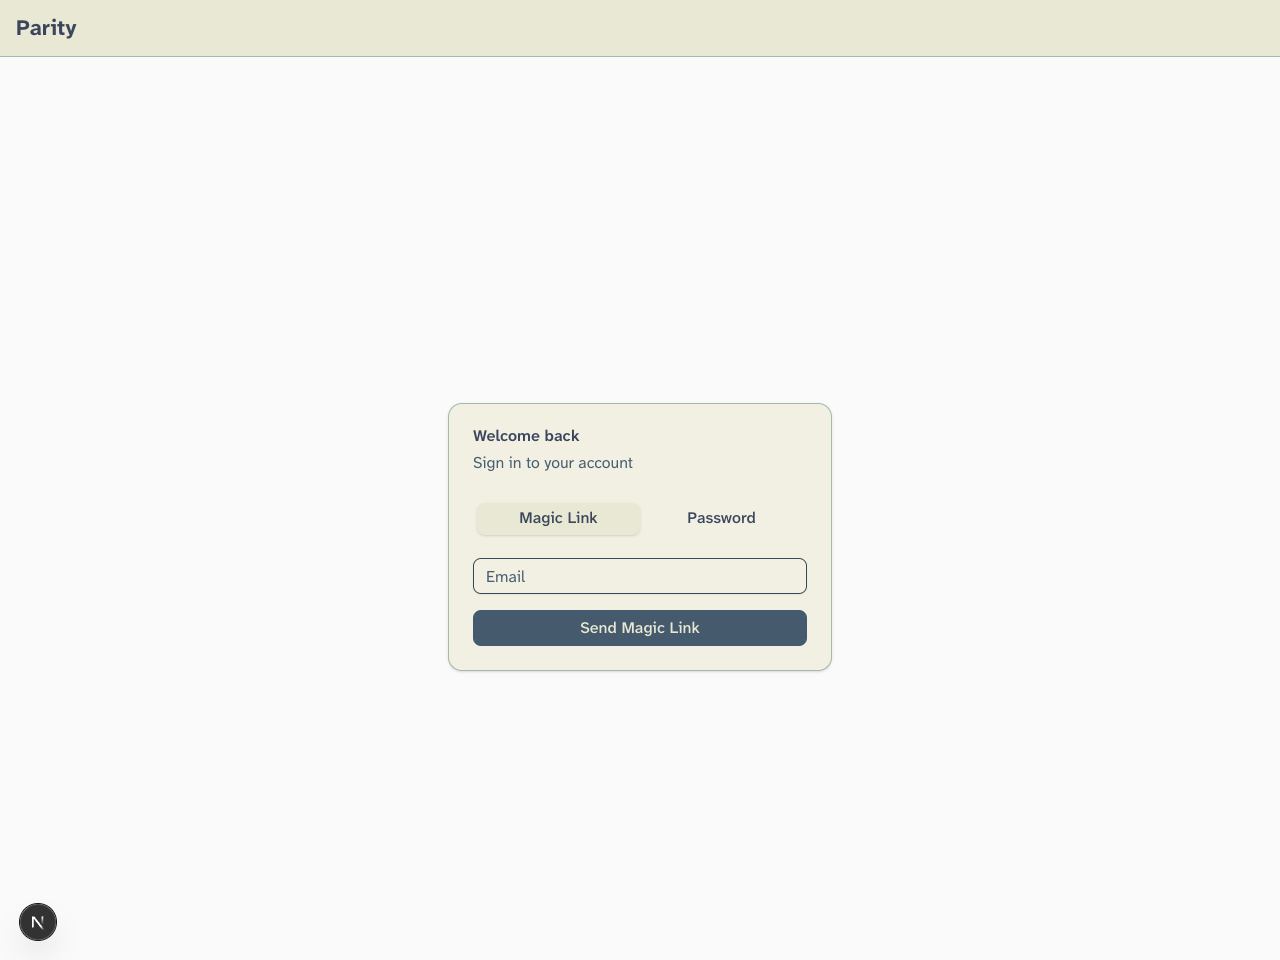 Parity
Welcome back
Sign in to your account
Magic Link
Password
Email
Send Magic Link
N